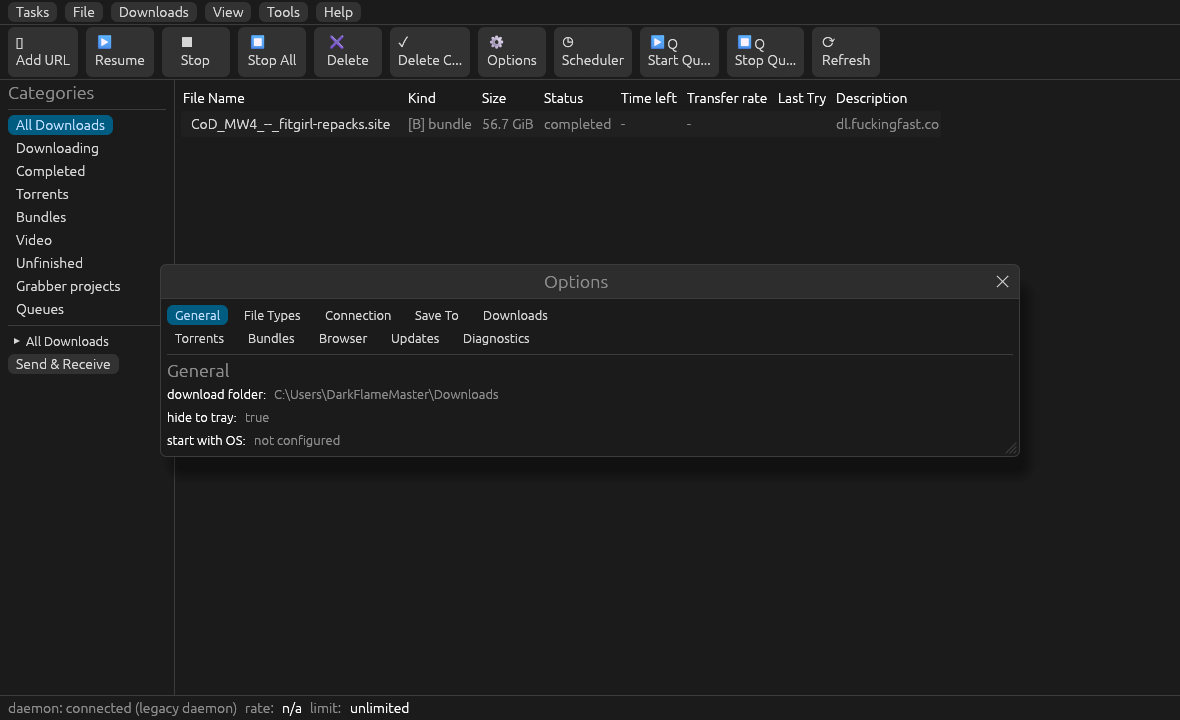 Tasks File Downloads View Tools Help
Add URL Resume Stop Stop All Delete Delete C... Options Scheduler Q Start Qu... Q Stop Qu... Refresh
Categories
All Downloads
Downloading
Completed
Torrents
Bundles
Video
Unfinished
Grabber projects
Queues
All Downloads
Send & Receive
File Name Kind Size Status Time left Transfer rate Last Try Description
CoD_MW4_--_fitgirl-repacks.site [B] bundle 56.7 GiB completed - - dl.fuckingfast.co
Options
General File Types Connection Save To Downloads
Torrents Bundles Browser Updates Diagnostics
General
download folder: C:\Users\DarkFlameMaster\Downloads
hide to tray: true
start with OS: not configured
daemon: connected (legacy daemon) rate: n/a limit: unlimited